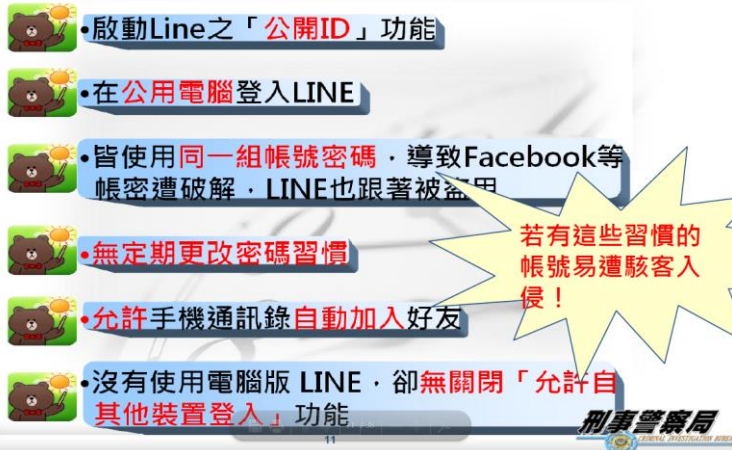 •啟動Line之「公開ID」功能
•在公用電腦登入LINE
•皆使用同一組帳號密碼，導致Facebook等
帳密遭破解，LINE也跟著被盜用
•無定期更改密碼習慣
•允許手機通訊錄自動加入好友
•沒有使用電腦版 LINE，卻無關閉「允許自
其他裝置登入」功能
若有這些習慣的
帳號易遭駭客入
侵！
刑事警察局
CRIMINAL INVESTIGATION BUREAU
11